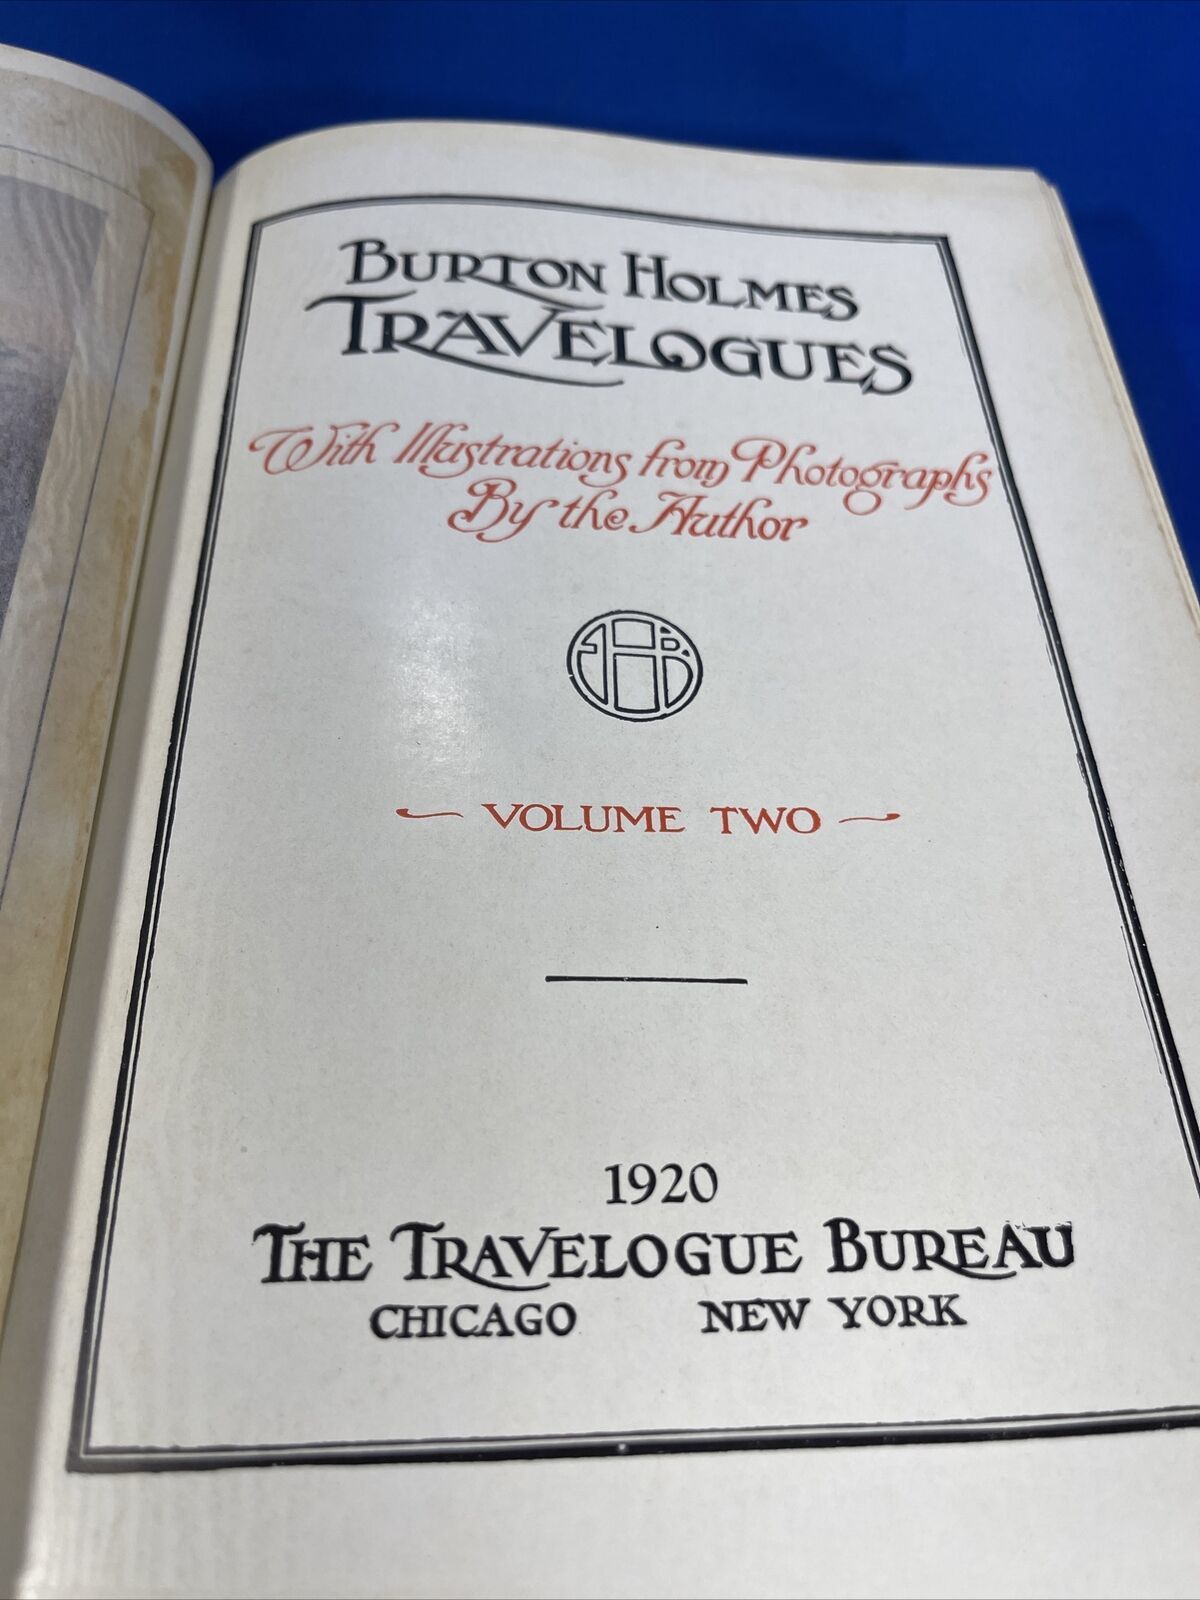 BURTON HOLMES
TRAVELOGUES
With Illustrations from Photographs
By the Author
VOLUME TWO
1920
THE TRAVELOGUE BUREAU
CHICAGO NEW YORK